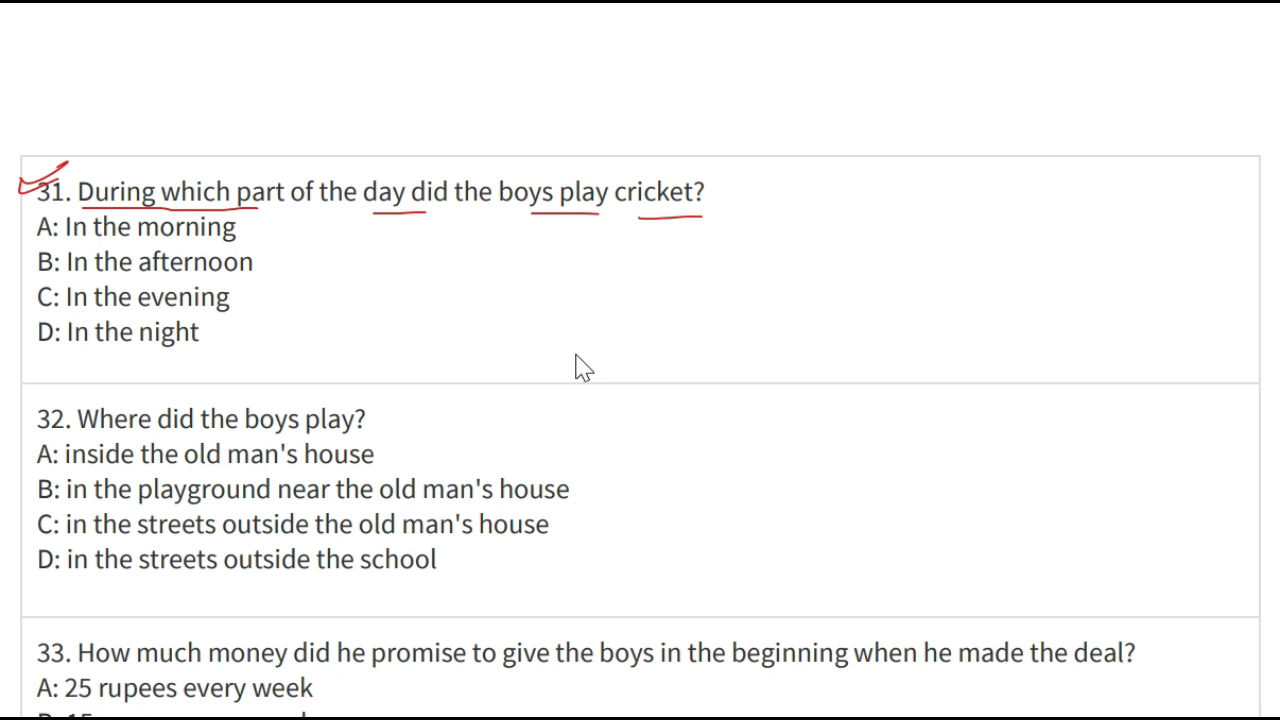 31. During which part of the day did the boys play cricket?
A: In the morning
B: In the afternoon
C: In the evening
D: In the night
32. Where did the boys play?
A: inside the old man's house
B: in the playground near the old man's house
C: in the streets outside the old man's house
D: in the streets outside the school
33. How much money did he promise to give the boys in the beginning when he made the deal?
A: 25 rupees every week